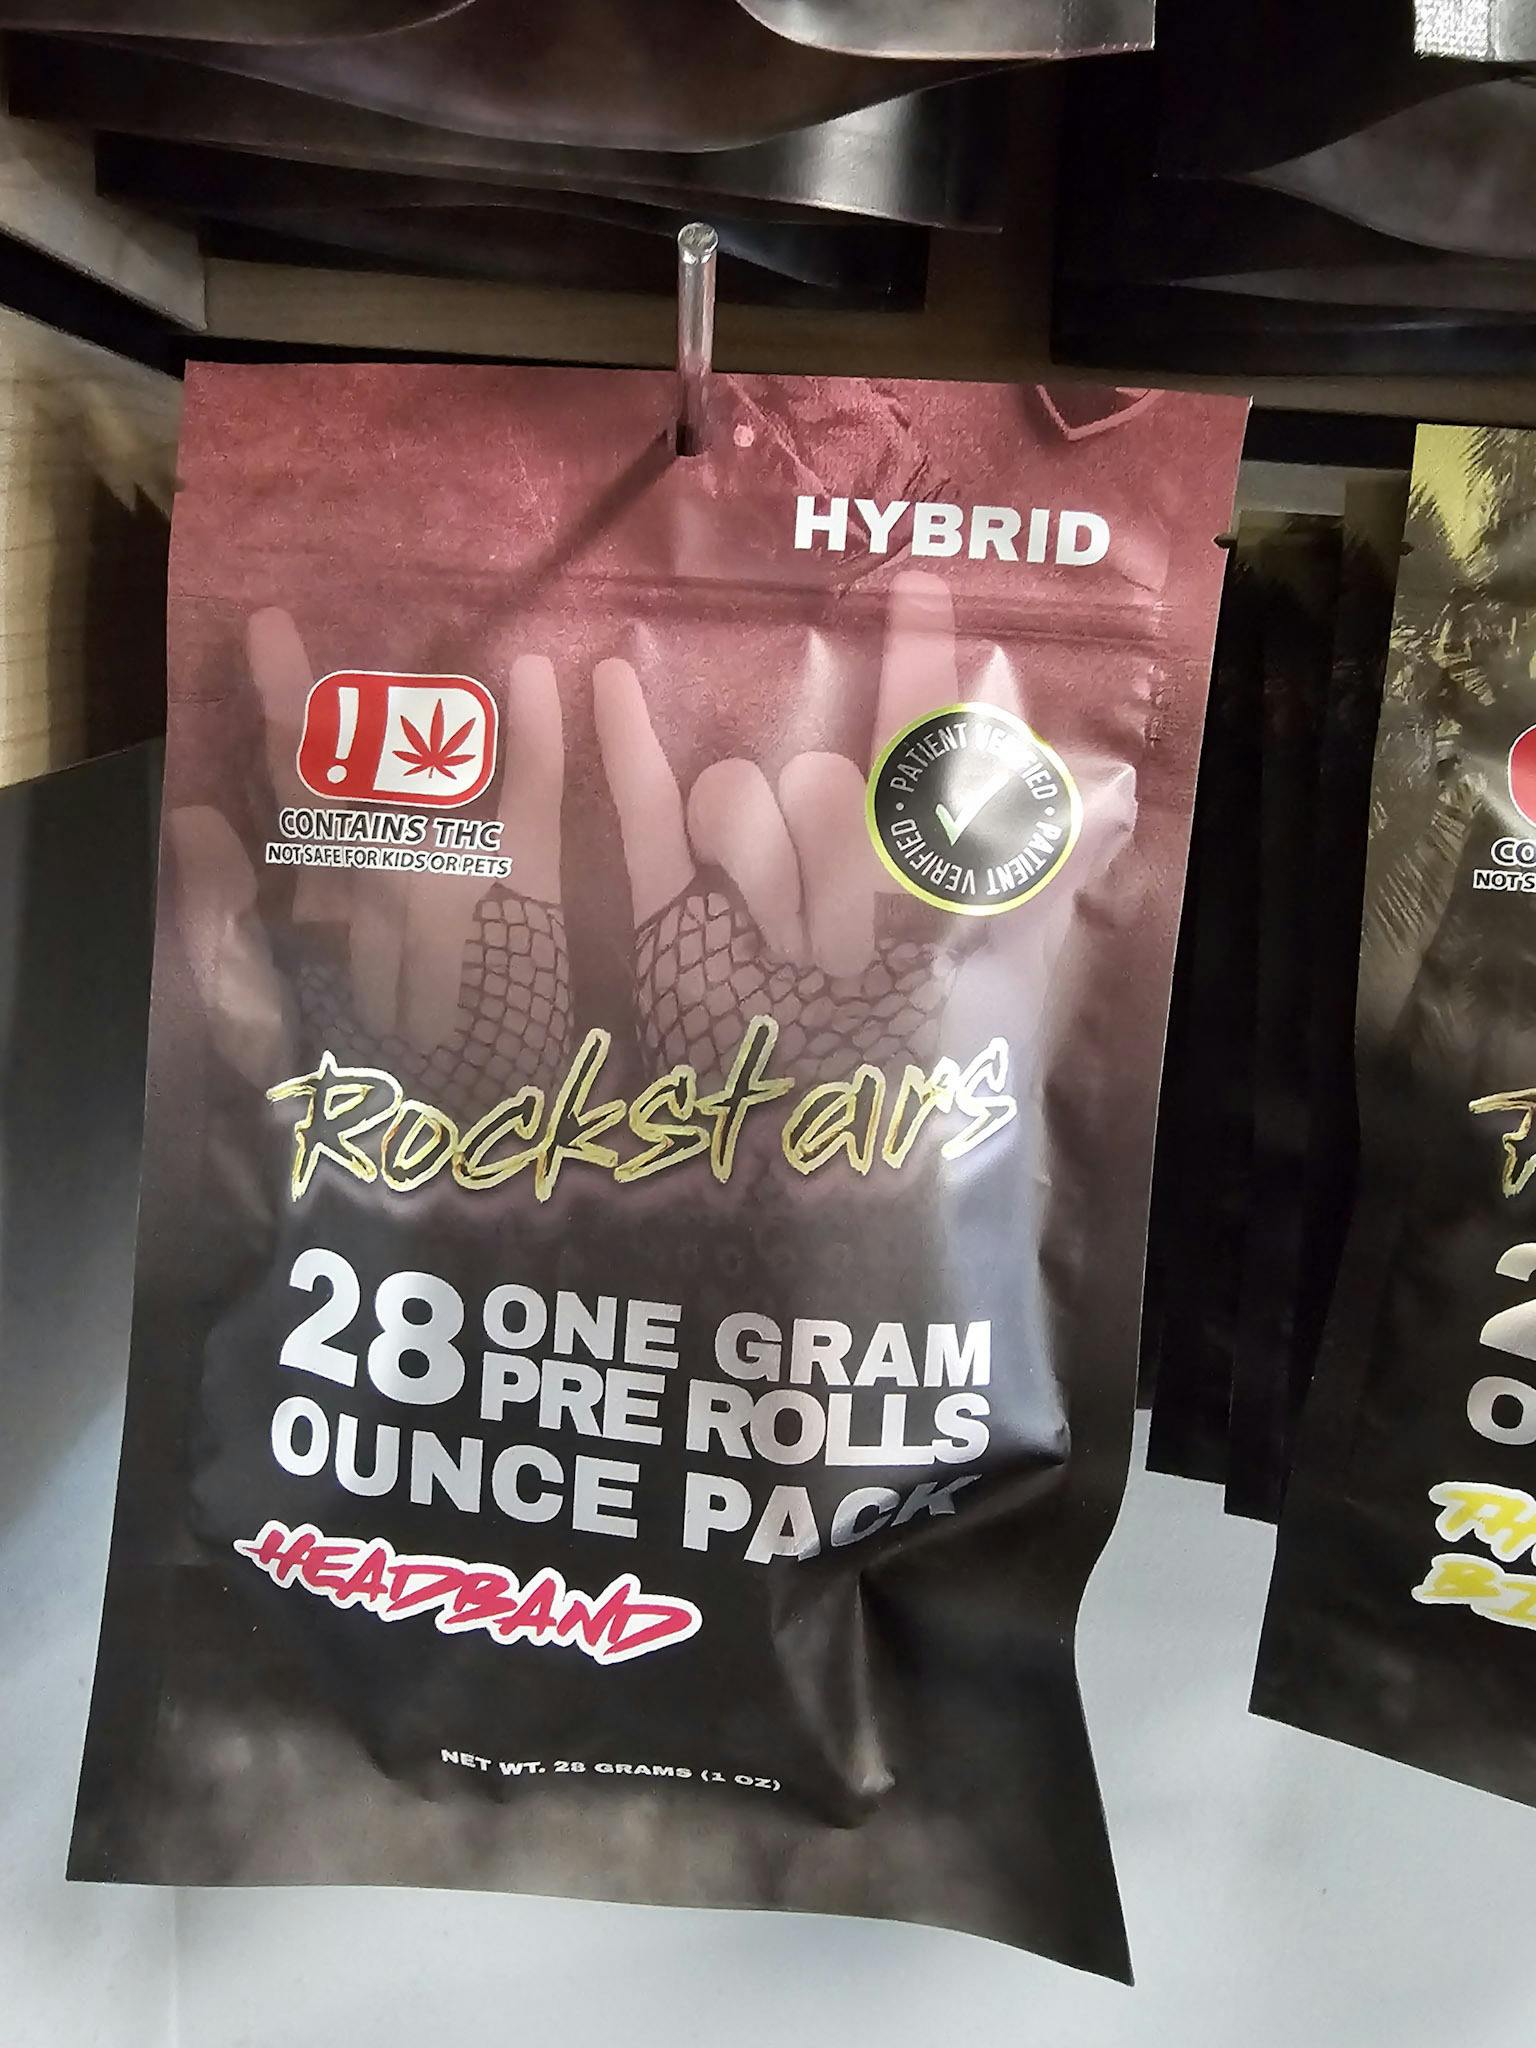 HYBRID
!
CONTAINS THC
NOT SAFE FOR KIDS OR PETS
PATIENT VERIFIED • PATIENT VERIFIED •
Rockstars
28 ONE GRAM
PRE ROLLS
OUNCE PACK
HEADBAND
NET WT. 28 GRAMS (1 OZ)